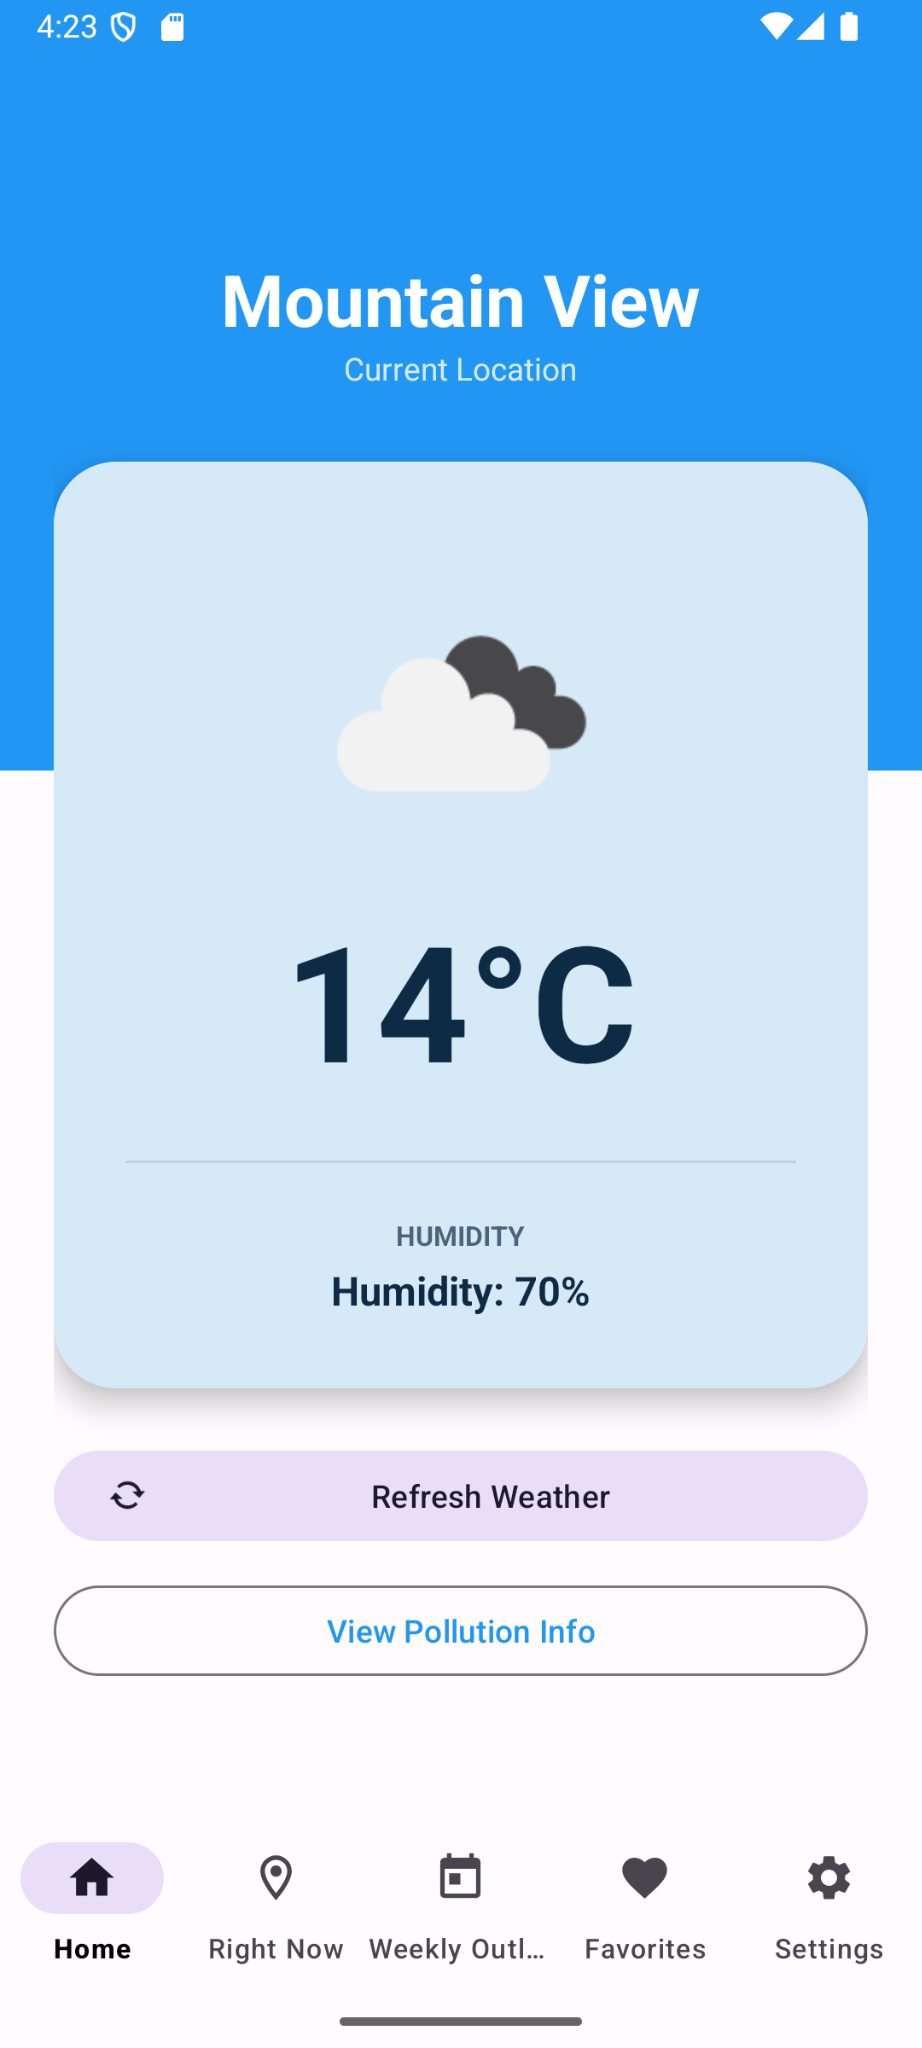 4:23
Mountain View
Current Location
14°C
HUMIDITY
Humidity: 70%
Refresh Weather
View Pollution Info
Home
Right Now
Weekly Outl...
Favorites
Settings